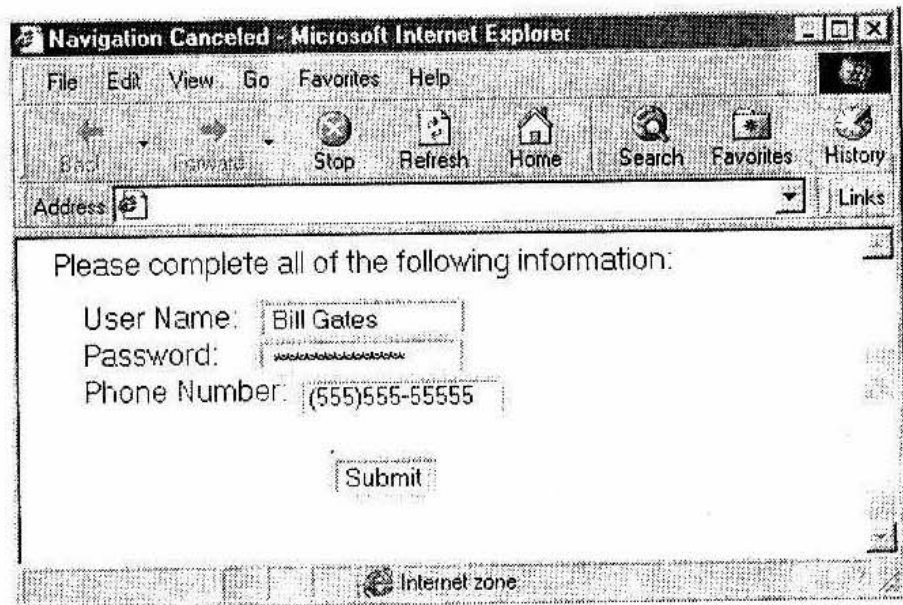 Navigation Canceled - Microsoft Internet Explorer
File Edit View Go Favorites Help
Back Forward Stop Refresh Home Search Favorites History
Address Links
Please complete all of the following information:
User Name: Bill Gates
Password: ***************
Phone Number: (555)555-55555
Submit
Internet zone